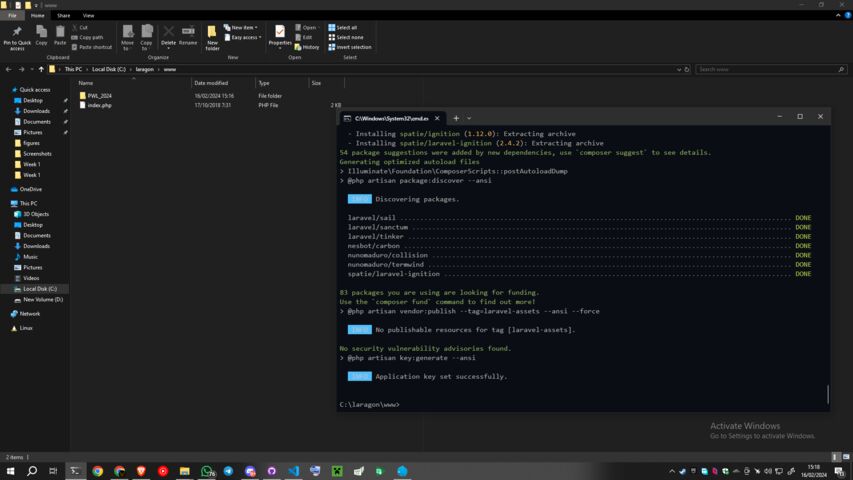 www
File
Home
Share
View
Pin to Quick access
Copy
Paste
Cut
Copy path
Paste shortcut
Clipboard
Move to
Copy to
Delete
Rename
Organize
New folder
New item
Easy access
New
Properties
Open
Edit
History
Open
Select all
Select none
Invert selection
Select
This PC > Local Disk (C:) > laragon > www
Search www
Name
Date modified
Type
Size
PWL_2024
16/02/2024 15:16
File folder
index.php
17/10/2018 7:31
PHP File
2 KB
Quick access
Desktop
Downloads
Documents
Pictures
figures
Screenshots
Week 1
Week 1
OneDrive
This PC
3D Objects
Desktop
Documents
Downloads
Music
Pictures
Videos
Local Disk (C:)
New Volume (D:)
Network
Linux
C:\Windows\System32\cmd.e
- Installing spatie/ignition (1.12.0): Extracting archive
- Installing spatie/laravel-ignition (2.4.2): Extracting archive
54 package suggestions were added by new dependencies, use `composer suggest` to see details.
Generating optimized autoload files
> Illuminate\Foundation\ComposerScripts::postAutoloadDump
> @php artisan package:discover --ansi
INFO Discovering packages.
laravel/sail DONE
laravel/sanctum DONE
laravel/tinker DONE
nesbot/carbon DONE
nunomaduro/collision DONE
nunomaduro/termwind DONE
spatie/laravel-ignition DONE
83 packages you are using are looking for funding.
Use the `composer fund` command to find out more!
> @php artisan vendor:publish --tag=laravel-assets --ansi --force
INFO No publishable resources for tag [laravel-assets].
No security vulnerability advisories found.
> @php artisan key:generate --ansi
INFO Application key set successfully.
C:\laragon\www>
Activate Windows
Go to Settings to activate Windows.
2 items
15:18
16/02/2024